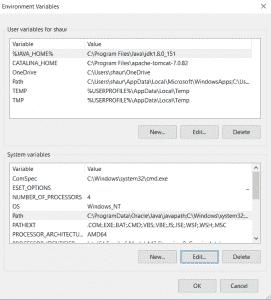 Environment Variables
User variables for shaur
Variable Value
%JAVA_HOME% C:\Program Files\Java\jdk1.8.0_151
CATALINA_HOME C:\Program Files\apache-tomcat-7.0.82
OneDrive C:\Users\shaur\OneDrive
Path C:\Users\shaur\AppData\Local\Microsoft\WindowsApps;C:\Us...
TEMP %USERPROFILE%\AppData\Local\Temp
TMP %USERPROFILE%\AppData\Local\Temp
New... Edit... Delete
System variables
Variable Value
ComSpec C:\Windows\system32\cmd.exe
ESET_OPTIONS
NUMBER_OF_PROCESSORS 4
OS Windows_NT
Path C:\ProgramData\Oracle\Java\javapath;C:\Windows\system32;...
PATHEXT .COM;.EXE;.BAT;.CMD;.VBS;.VBE;.JS;.JSE;.WSF;.WSH;.MSC
PROCESSOR_ARCHITECTU... AMD64
New... Edit... Delete
OK Cancel